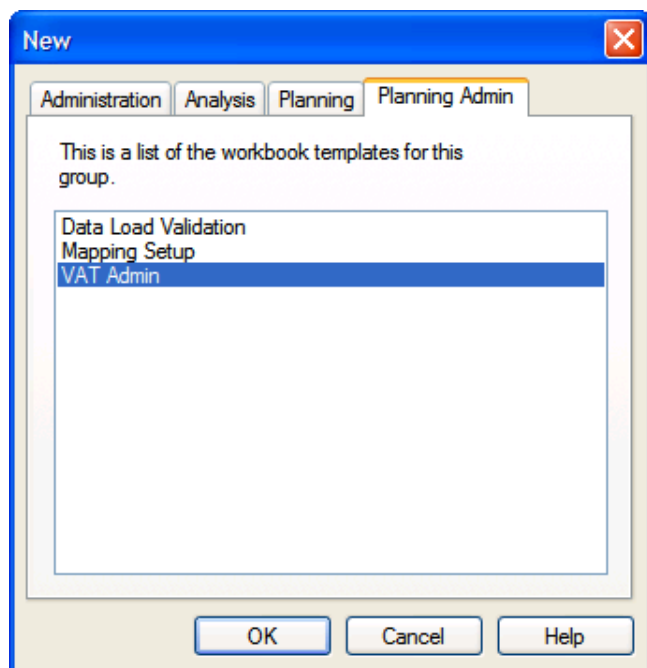 New
Administration
Analysis
Planning
Planning Admin
This is a list of the workbook templates for this
group.
Data Load Validation
Mapping Setup
VAT Admin
OK
Cancel
Help